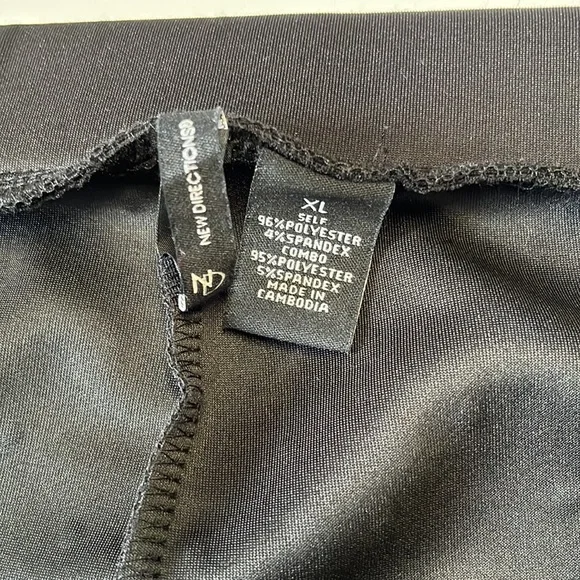 NEW DIRECTIONS®
ND
XL
SELF
96%POLYESTER
4%SPANDEX
COMBO
95%POLYESTER
5%SPANDEX
MADE IN
CAMBODIA